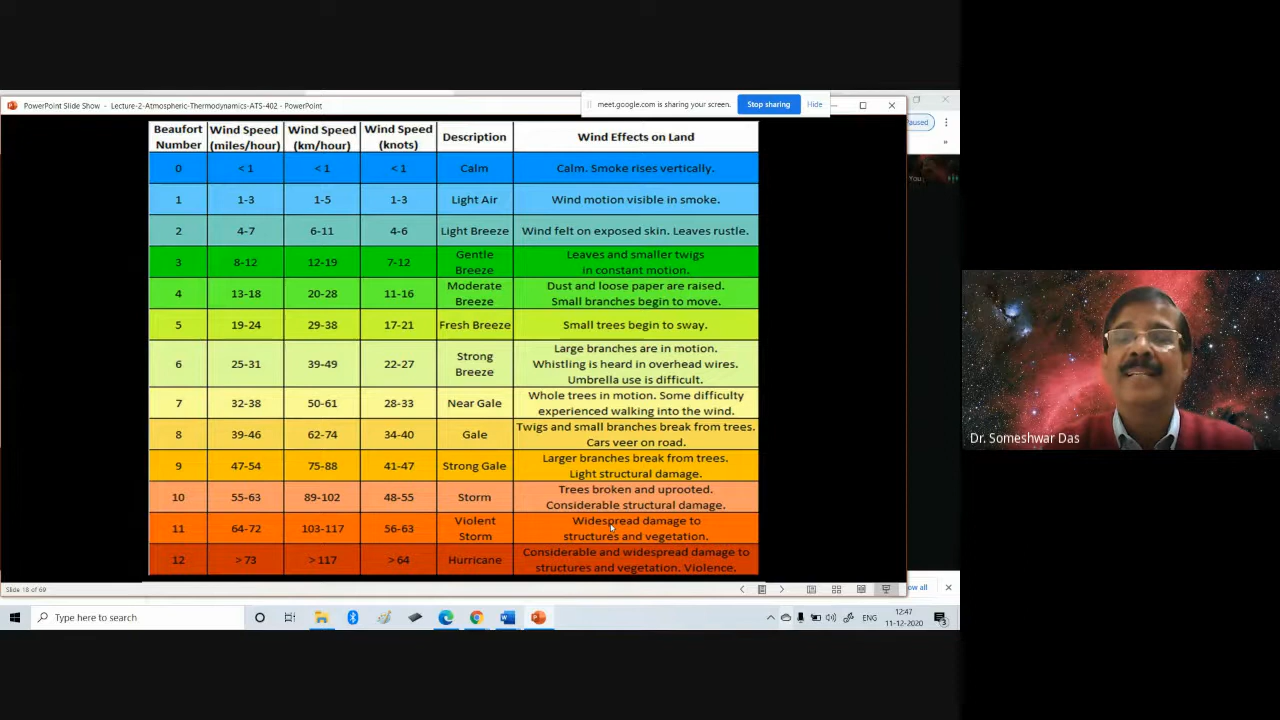 PowerPoint Slide Show - Lecture-2-Atmospheric-Thermodynamics-ATS-402 - PowerPoint
meet.google.com is sharing your screen.
Stop sharing
Hide
Beaufort Number Wind Speed (miles/hour) Wind Speed (km/hour) Wind Speed (knots) Description Wind Effects on Land
0 < 1 < 1 < 1 Calm Calm. Smoke rises vertically.
1 1-3 1-5 1-3 Light Air Wind motion visible in smoke.
2 4-7 6-11 4-6 Light Breeze Wind felt on exposed skin. Leaves rustle.
3 8-12 12-19 7-12 Gentle Breeze Leaves and smaller twigs in constant motion.
4 13-18 20-28 11-16 Moderate Breeze Dust and loose paper are raised. Small branches begin to move.
5 19-24 29-38 17-21 Fresh Breeze Small trees begin to sway.
6 25-31 39-49 22-27 Strong Breeze Large branches are in motion. Whistling is heard in overhead wires. Umbrella use is difficult.
7 32-38 50-61 28-33 Near Gale Whole trees in motion. Some difficulty experienced walking into the wind.
8 39-46 62-74 34-40 Gale Twigs and small branches break from trees. Cars veer on road.
9 47-54 75-88 41-47 Strong Gale Larger branches break from trees. Light structural damage.
10 55-63 89-102 48-55 Storm Trees broken and uprooted. Considerable structural damage.
11 64-72 103-117 56-63 Violent Storm Widespread damage to structures and vegetation.
12 > 73 > 117 > 64 Hurricane Considerable and widespread damage to structures and vegetation. Violence.
You
Dr. Someshwar Das
Slide 18 of 69
Type here to search
ENG
12:47
11-12-2020